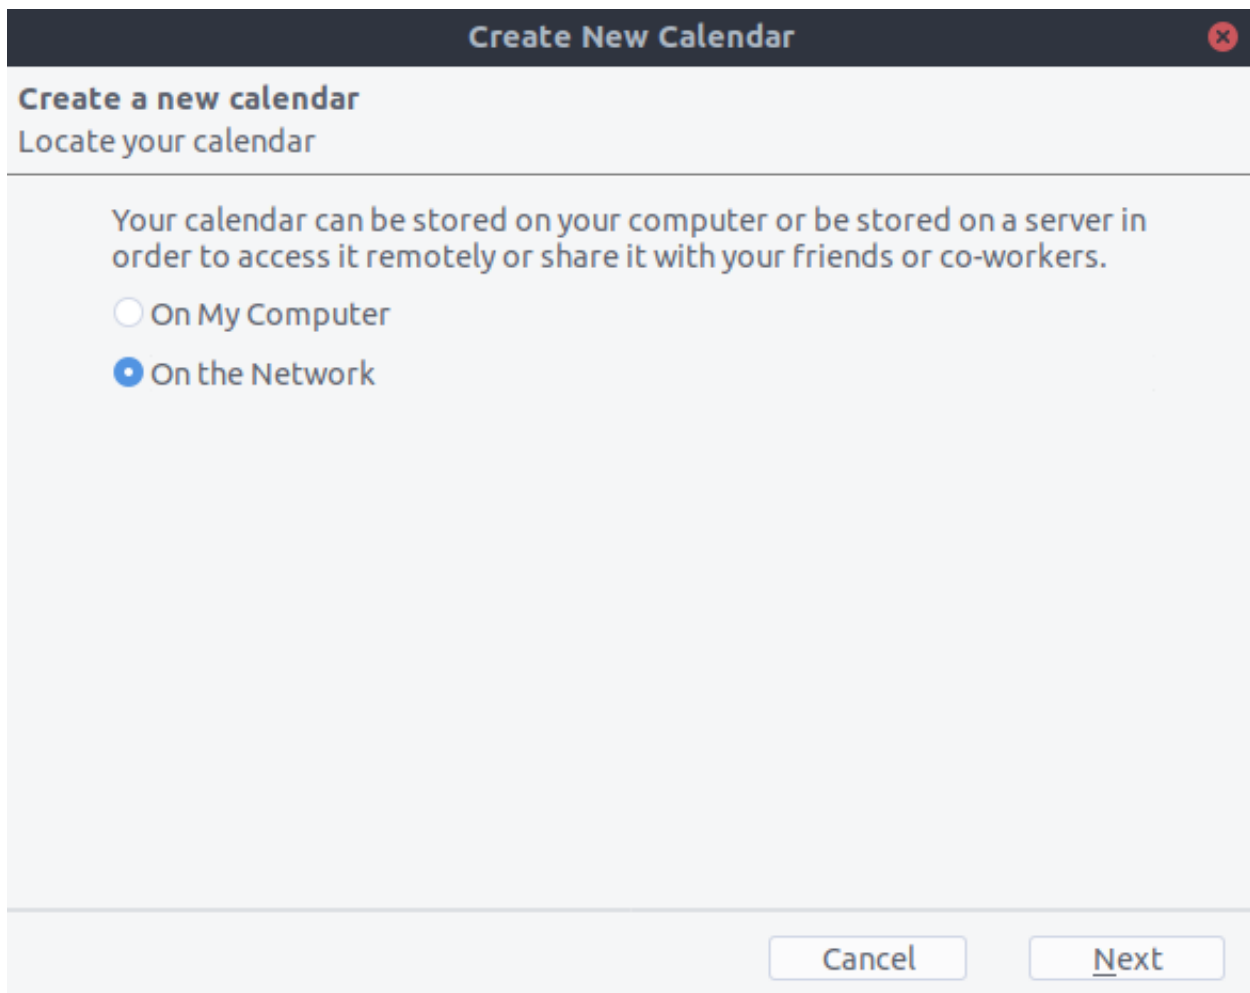 Create New Calendar
Create a new calendar
Locate your calendar
Your calendar can be stored on your computer or be stored on a server in
order to access it remotely or share it with your friends or co-workers.
On My Computer
On the Network
Cancel
Next